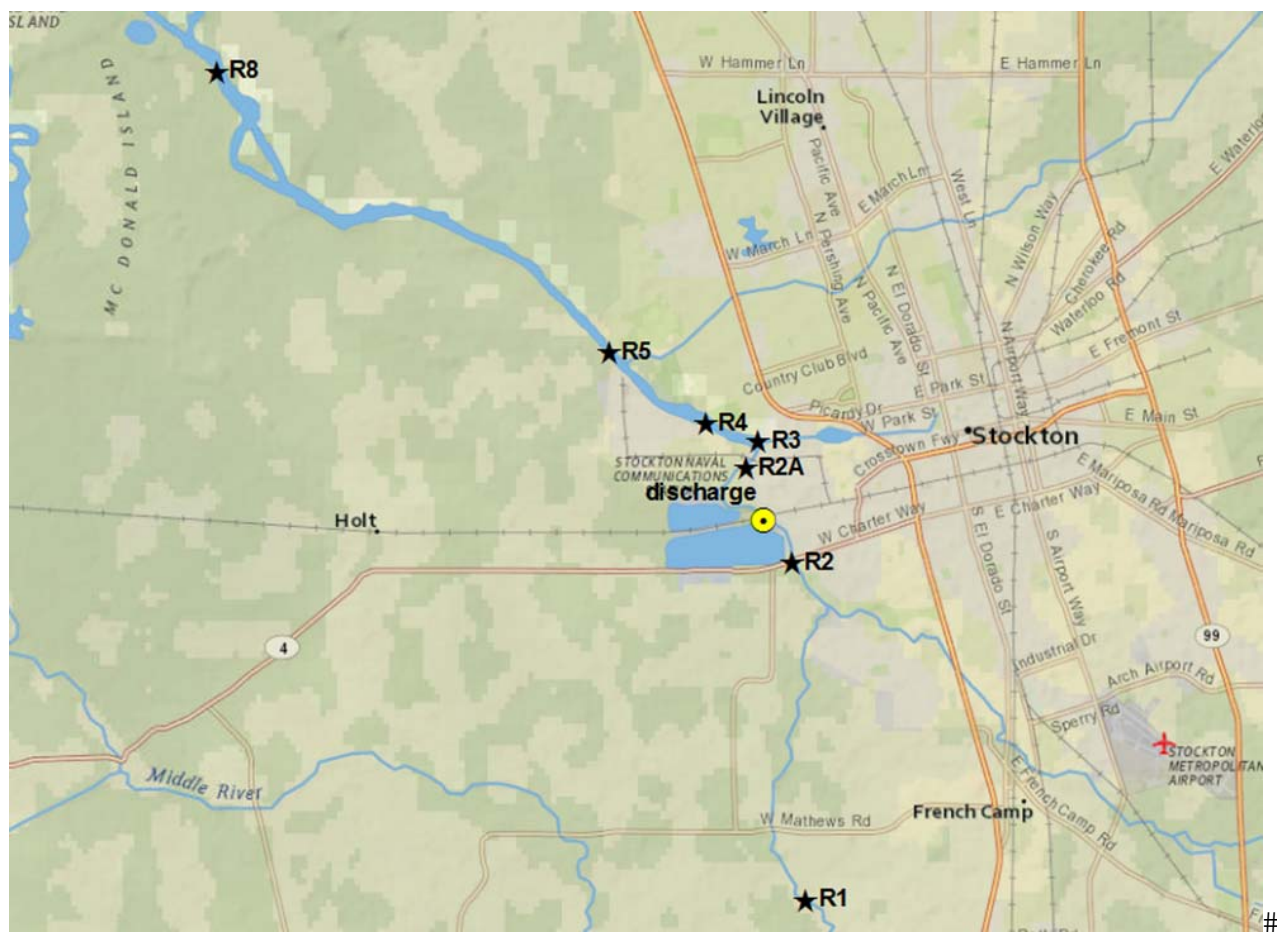 ISLAND
R8
MC DONALD ISLAND
W Hammer Ln
E Hammer Ln
Lincoln
Village
Pacific Ave
E March Ln
West Ln
E Waterloo
W March Ln
N Pershing Ave
N Wilson Way
Cherokee Rd
Waterloo Rd
N El Dorado St
N Pacific Ave
N Airport Way
E Fremont St
R5
Country Club Blvd
E Park St
Picardy Dr
W Park St
R4
R3
Crosstown Fwy
Stockton
E Main St
STOCKTON NAVAL
COMMUNICATIONS
R2A
discharge
E Mariposa Rd
Mariposa Rd
Holt
W Charter Way
E Charter Way
S El Dorado St
S Airport Way
R2
4
99
Industrial Dr
Arch Airport Rd
Sperry Rd
STOCKTON
METROPOLITAN
AIRPORT
Middle River
E French Camp Rd
W Mathews Rd
French Camp
R1
#